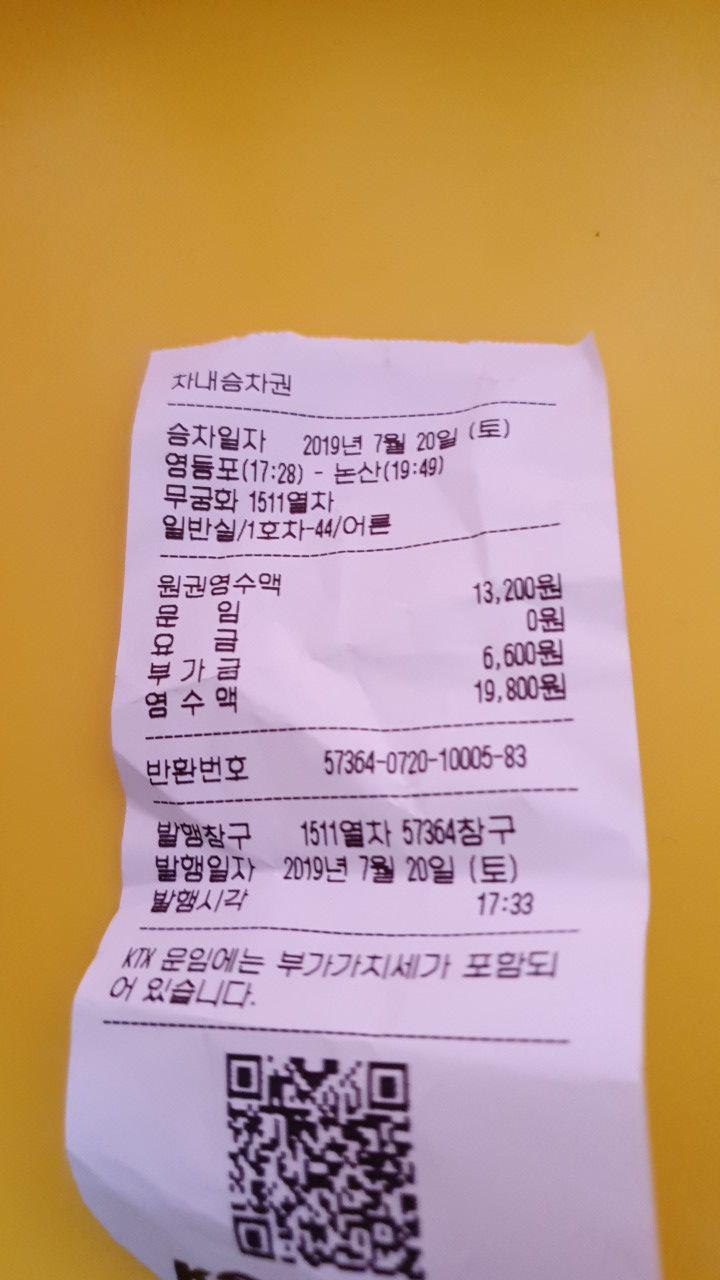 차내승차권
승차일자 2019년 7월 20일 (토)
영등포(17:28) - 논산(19:49)
무궁화 1511열차
일반실/1호차-44/어른
원권영수액
운 임 13,200원
요 금 0원
부 가 금 6,600원
영 수 액 19,800원
반환번호 57364-0720-10005-83
발행창구 1511열차 57364창구
발행일자 2019년 7월 20일 (토)
발행시각 17:33
KTX 운임에는 부가가치세가 포함되
어 있습니다.